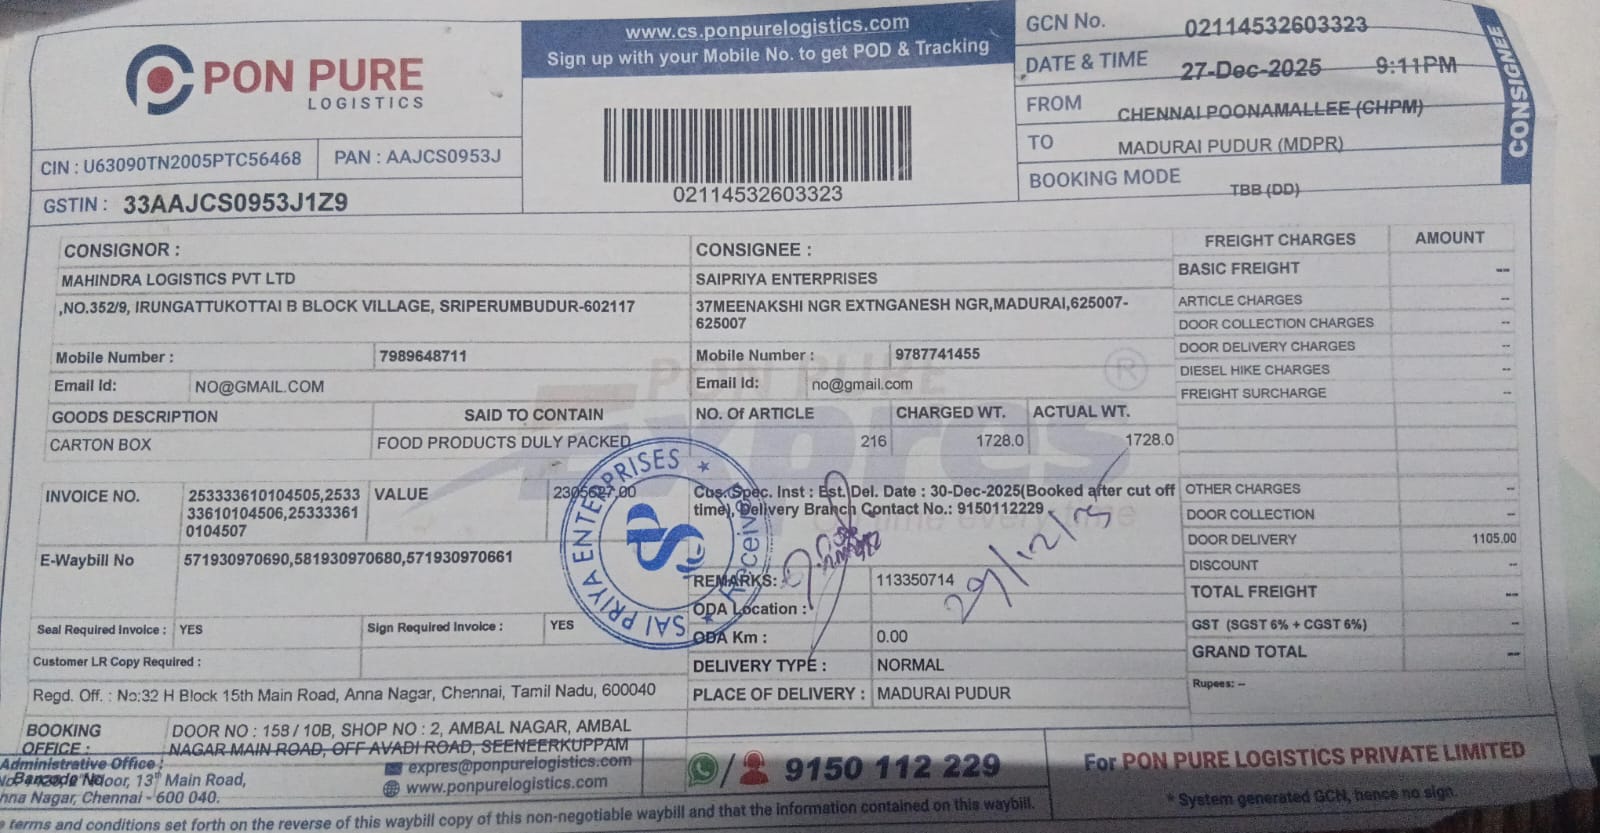 PON PURE
LOGISTICS
CIN : U63090TN2005PTC56468 PAN : AAJCS0953J
GSTIN : 33AAJCS0953J1Z9
www.cs.ponpurelogistics.com
Sign up with your Mobile No. to get POD & Tracking
02114532603323
GCN No. 02114532603323
DATE & TIME 27-Dec-2025 9:11PM
FROM CHENNAI POONAMALLEE (CHPM)
TO MADURAI PUDUR (MDPR)
BOOKING MODE TBB (DD)
CONSIGNEE
CONSIGNOR :
MAHINDRA LOGISTICS PVT LTD
,NO.352/9, IRUNGATTUKOTTAI B BLOCK VILLAGE, SRIPERUMBUDUR-602117
Mobile Number : 7989648711
Email Id: NO@GMAIL.COM
CONSIGNEE :
SAIPRIYA ENTERPRISES
37MEENAKSHI NGR EXTNGANESH NGR,MADURAI,625007-
625007
Mobile Number : 9787741455
Email Id: no@gmail.com
GOODS DESCRIPTION SAID TO CONTAIN NO. Of ARTICLE CHARGED WT. ACTUAL WT.
CARTON BOX FOOD PRODUCTS DULY PACKED 216 1728.0 1728.0
INVOICE NO. 253333610104505,2533
33610104506,25333361
0104507
VALUE 2305627.00
E-Waybill No 571930970690,581930970680,571930970661
Seal Required Invoice : YES Sign Required Invoice : YES
Customer LR Copy Required :
Regd. Off. : No:32 H Block 15th Main Road, Anna Nagar, Chennai, Tamil Nadu, 600040
BOOKING
OFFICE :
DOOR NO : 158 / 10B, SHOP NO : 2, AMBAL NAGAR, AMBAL
NAGAR MAIN ROAD, OFF AVADI ROAD, SEENEERKUPPAM
Cus. Spec. Inst : Est. Del. Date : 30-Dec-2025(Booked after cut off
time), Delivery Branch Contact No.: 9150112229
REMARKS: 113350714
ODA Location :
ODA Km : 0.00
DELIVERY TYPE : NORMAL
PLACE OF DELIVERY : MADURAI PUDUR
29/12/25
SAI PRIYA ENTERPRISES
Received
FREIGHT CHARGES AMOUNT
BASIC FREIGHT --
ARTICLE CHARGES --
DOOR COLLECTION CHARGES --
DOOR DELIVERY CHARGES --
DIESEL HIKE CHARGES --
FREIGHT SURCHARGE --
OTHER CHARGES --
DOOR COLLECTION --
DOOR DELIVERY 1105.00
DISCOUNT --
TOTAL FREIGHT --
GST (SGST 6% + CGST 6%) --
GRAND TOTAL --
Rupees: --
Administrative Office :
Barcode No
Floor, 13th Main Road,
Nagar, Chennai - 600 040.
expres@ponpurelogistics.com
www.ponpurelogistics.com
9150 112 229
For PON PURE LOGISTICS PRIVATE LIMITED
* System generated GCN, hence no sign.
terms and conditions set forth on the reverse of this waybill copy of this non-negotiable waybill and that the information contained on this waybill.
PON PURE
Expres
On time every time